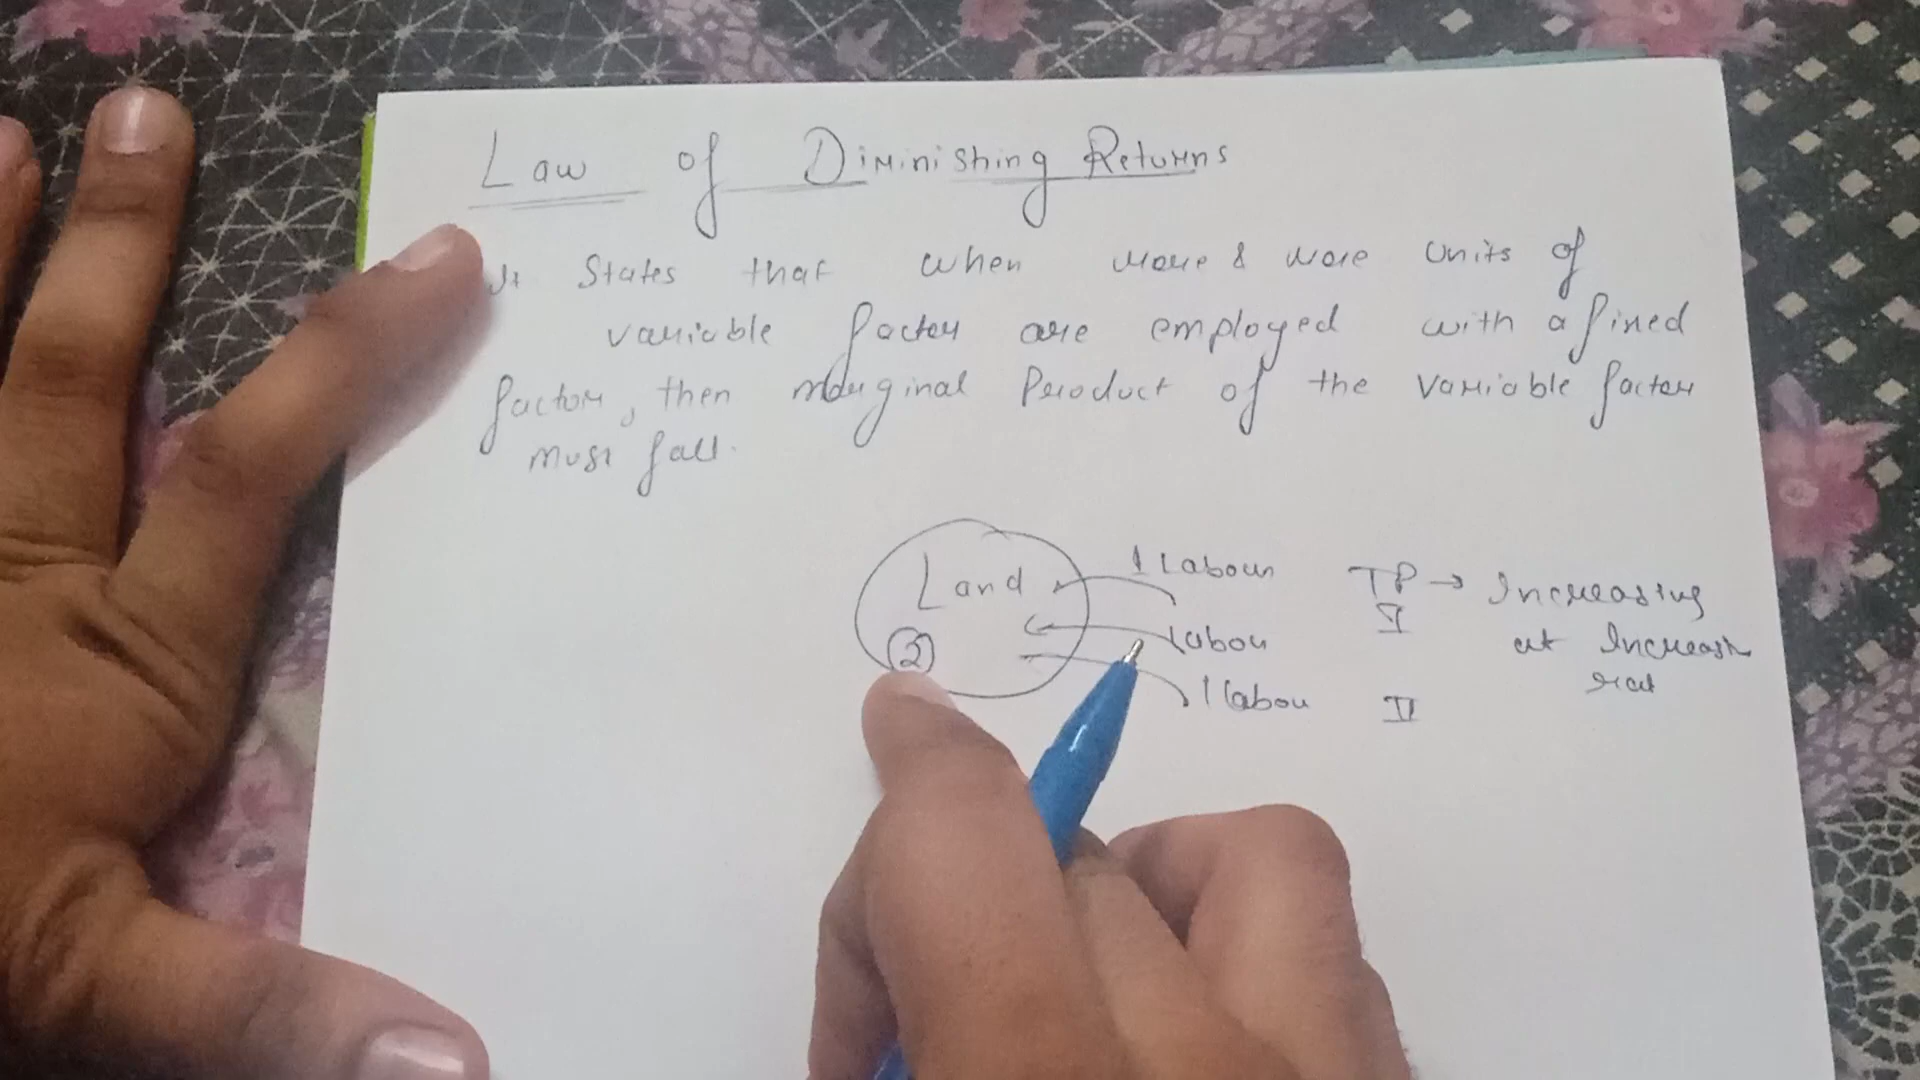 Law of Diminishing Returns
It States that when more & more Units of
variable factor are employed with a fixed
factor, then marginal Product of the variable factor
must fall.
Land
2
1 Labour
Labou
1 Labou
TP → Increasing
I
at Increasin
rat
II